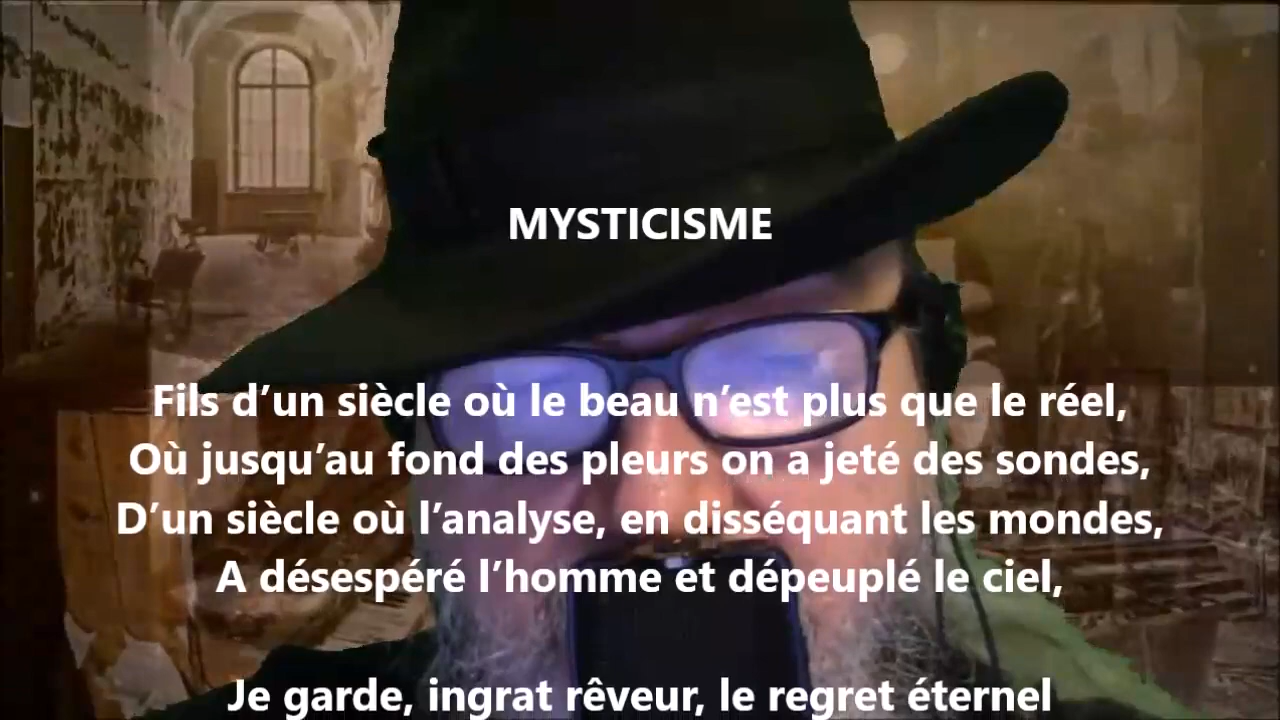 MYSTICISME
Fils d’un siècle où le beau n’est plus que le réel,
Où jusqu’au fond des pleurs on a jeté des sondes,
D’un siècle où l’analyse, en disséquant les mondes,
A désespéré l’homme et dépeuplé le ciel,
Je garde, ingrat rêveur, le regret éternel